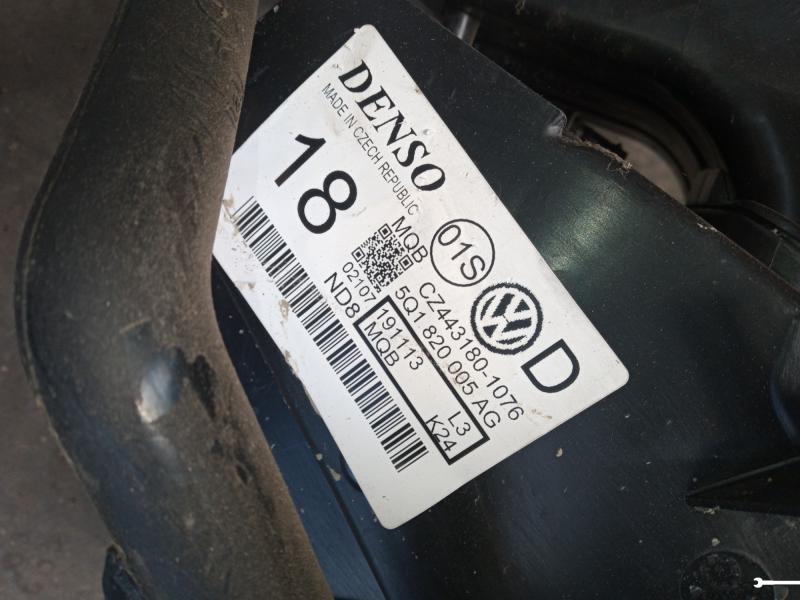 DENSO
MADE IN CZECH REPUBLIC
18
01S
D
MQB CZ443180-1076
5Q1 820 005 AG
02107 191113 L3
ND8 MQB K24